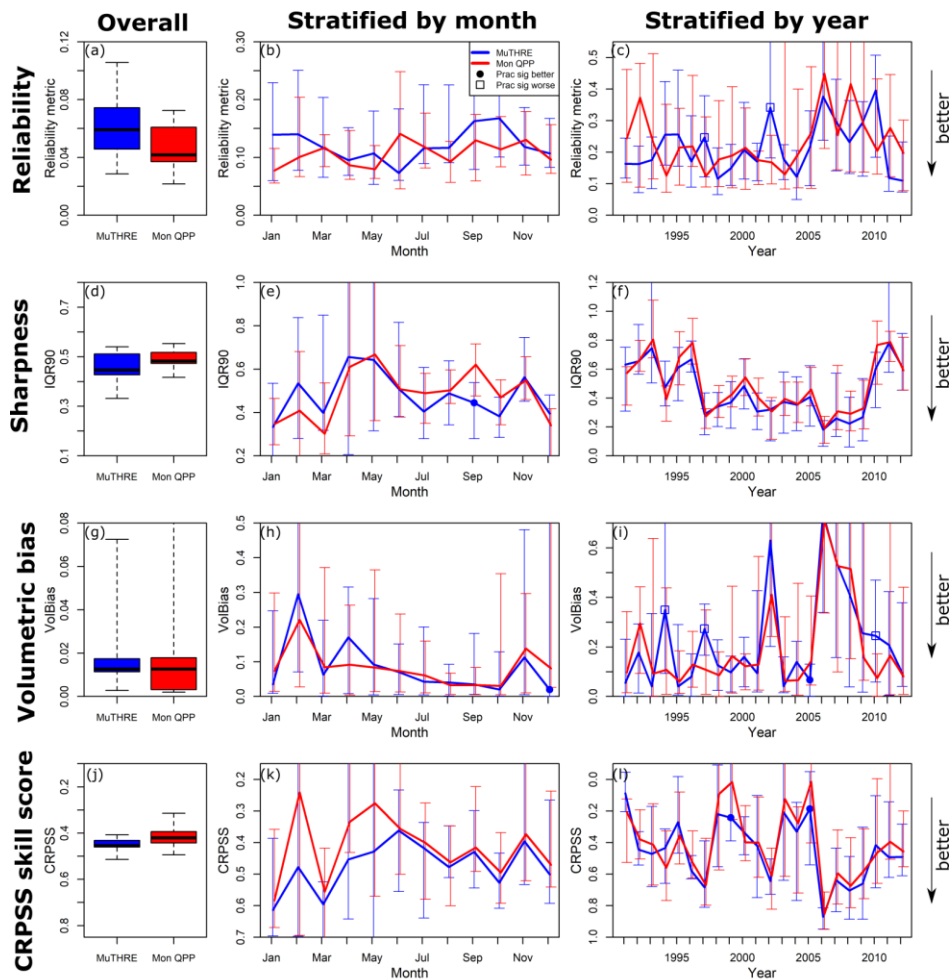 Overall
Stratified by month
Stratified by year
Reliability
(a)
Reliability metric
0.00
0.04
0.08
0.12
MuTHRE
Mon QPP
(b)
Reliability metric
0.00
0.10
0.20
0.30
Jan
Mar
May
Jul
Sep
Nov
Month
MuTHRE
Mon QPP
Prac sig better
Prac sig worse
(c)
Reliability metric
0.0
0.1
0.2
0.3
0.4
0.5
1995
2000
2005
2010
Year
better
Sharpness
(d)
IQR90
0.1
0.3
0.5
0.7
MuTHRE
Mon QPP
(e)
IQR90
0.2
0.4
0.6
0.8
1.0
Jan
Mar
May
Jul
Sep
Nov
Month
(f)
IQR90
0.0
0.2
0.4
0.6
0.8
1.0
1.2
1995
2000
2005
2010
Year
better
Volumetric bias
(g)
VolBias
0.00
0.02
0.04
0.06
0.08
MuTHRE
Mon QPP
(h)
VolBias
0.0
0.1
0.2
0.3
0.4
0.5
Jan
Mar
May
Jul
Sep
Nov
Month
(i)
VolBias
0.0
0.2
0.4
0.6
1995
2000
2005
2010
Year
better
CRPSS skill score
(j)
CRPSS
0.2
0.4
0.6
0.8
MuTHRE
Mon QPP
(k)
CRPSS
0.2
0.3
0.4
0.5
0.6
0.7
Jan
Mar
May
Jul
Sep
Nov
Month
(l)
CRPSS
0.0
0.2
0.4
0.6
0.8
1.0
1995
2000
2005
2010
Year
better